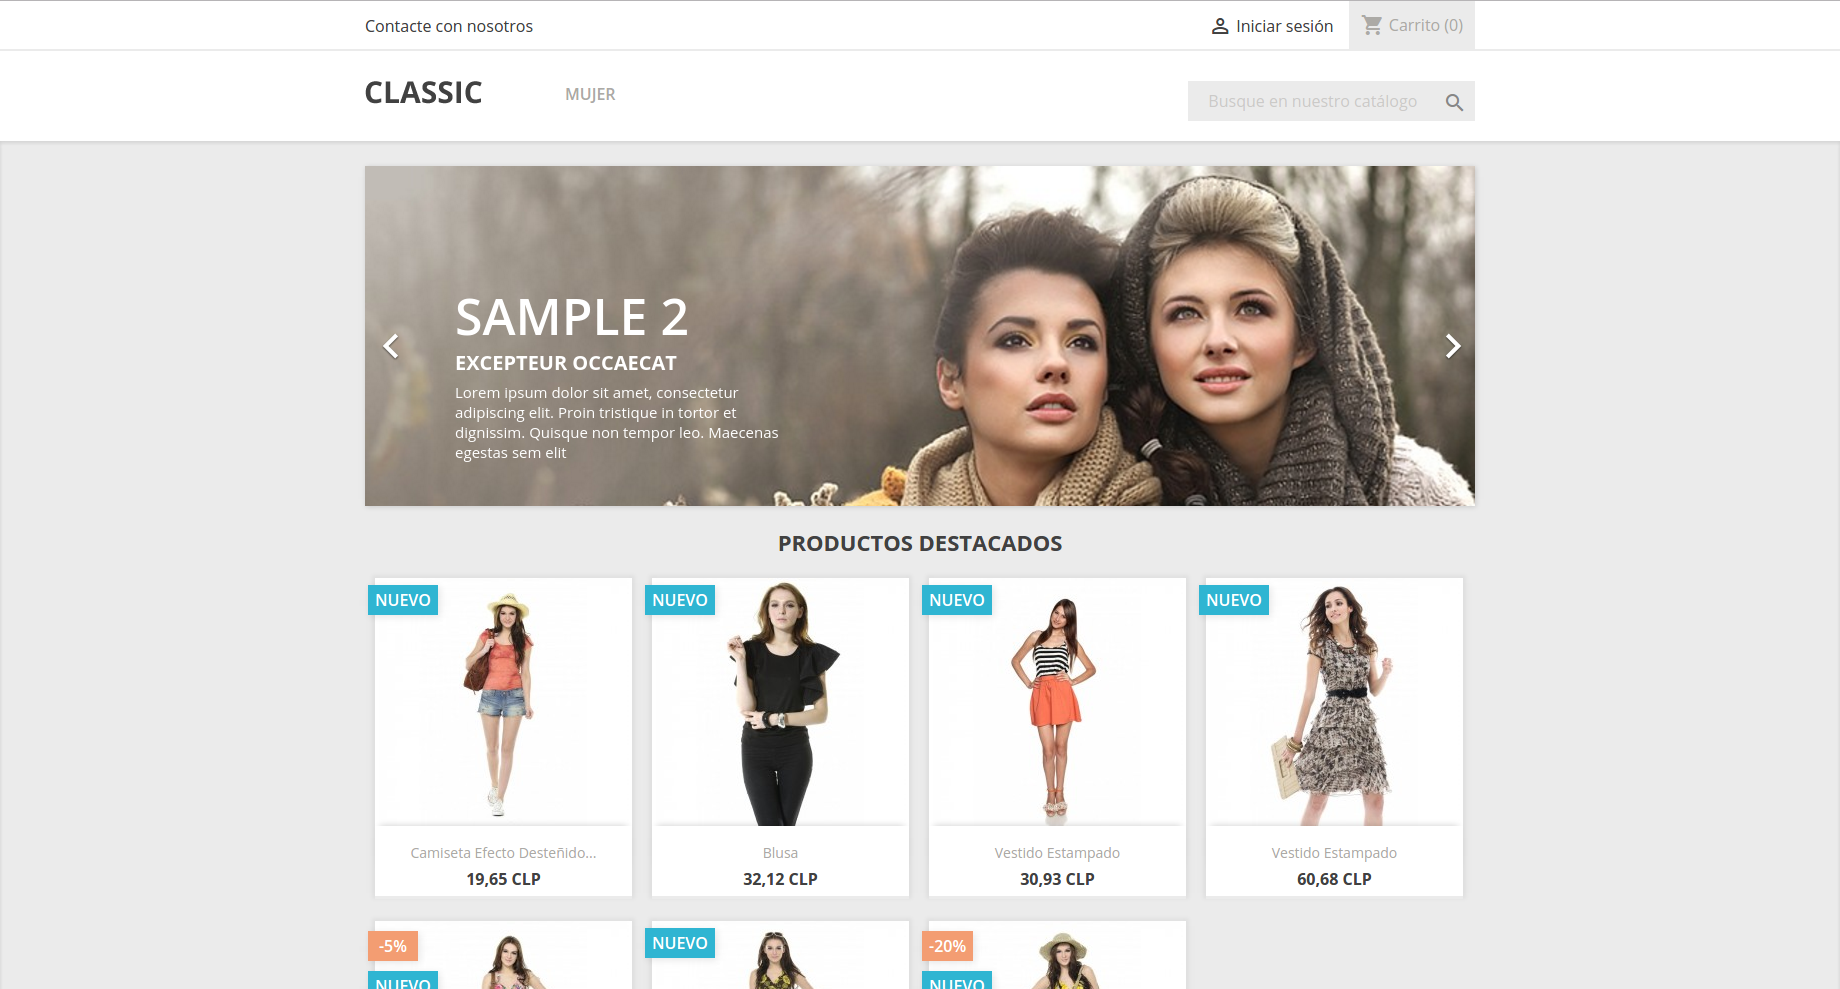 Contacte con nosotros
Iniciar sesión
Carrito (0)
CLASSIC
MUJER
Busque en nuestro catálogo
SAMPLE 2
EXCEPTEUR OCCAECAT
Lorem ipsum dolor sit amet, consectetur
adipiscing elit. Proin tristique in tortor et
dignissim. Quisque non tempor leo. Maecenas
egestas sem elit
PRODUCTOS DESTACADOS
NUEVO
NUEVO
NUEVO
NUEVO
Camiseta Efecto Desteñido...
19,65 CLP
Blusa
32,12 CLP
Vestido Estampado
30,93 CLP
Vestido Estampado
60,68 CLP
-5%
NUEVO
NUEVO
-20%
NUEVO